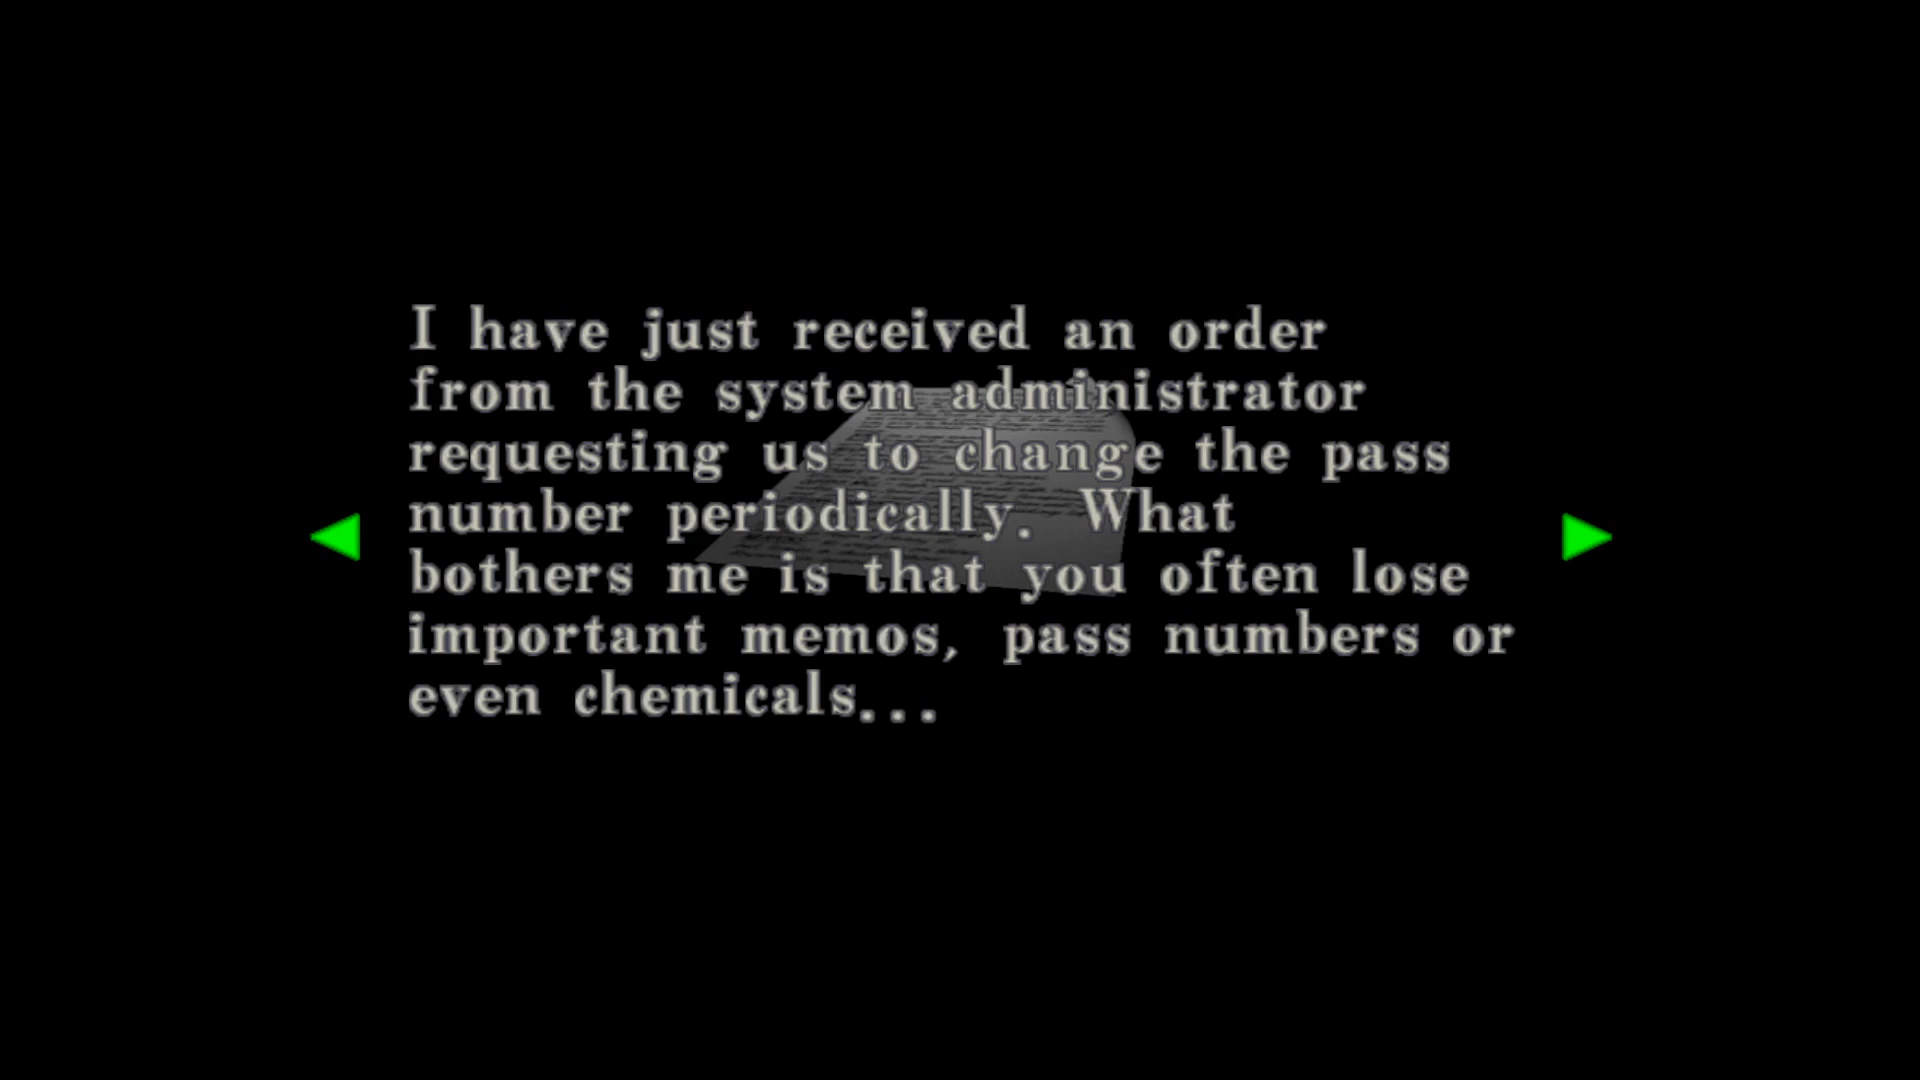 I have just received an order
from the system administrator
requesting us to change the pass
number periodically. What
bothers me is that you often lose
important memos, pass numbers or
even chemicals...